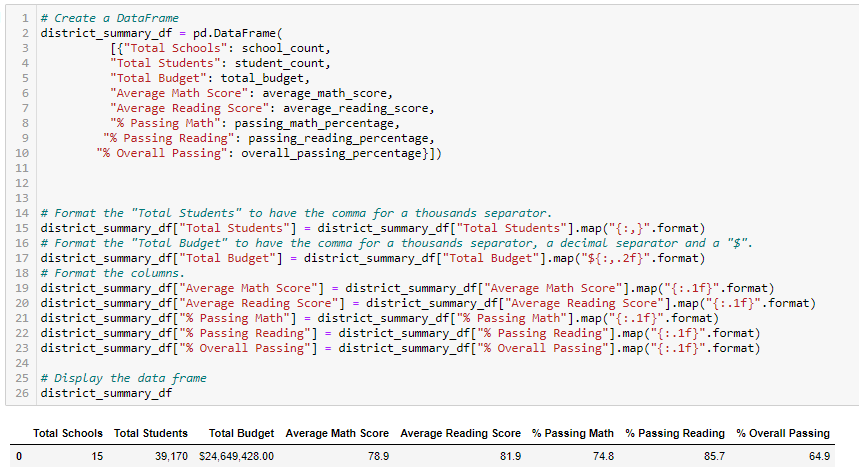 1 # Create a DataFrame
2 district_summary_df = pd.DataFrame(
3           [{"Total Schools": school_count,
4           "Total Students": student_count,
5           "Total Budget": total_budget,
6           "Average Math Score": average_math_score,
7           "Average Reading Score": average_reading_score,
8           "% Passing Math": passing_math_percentage,
9          "% Passing Reading": passing_reading_percentage,
10         "% Overall Passing": overall_passing_percentage}])
11
12
13
14 # Format the "Total Students" to have the comma for a thousands separator.
15 district_summary_df["Total Students"] = district_summary_df["Total Students"].map("{:,}".format)
16 # Format the "Total Budget" to have the comma for a thousands separator, a decimal separator and a "$".
17 district_summary_df["Total Budget"] = district_summary_df["Total Budget"].map("${:,.2f}".format)
18 # Format the columns.
19 district_summary_df["Average Math Score"] = district_summary_df["Average Math Score"].map("{:.1f}".format)
20 district_summary_df["Average Reading Score"] = district_summary_df["Average Reading Score"].map("{:.1f}".format)
21 district_summary_df["% Passing Math"] = district_summary_df["% Passing Math"].map("{:.1f}".format)
22 district_summary_df["% Passing Reading"] = district_summary_df["% Passing Reading"].map("{:.1f}".format)
23 district_summary_df["% Overall Passing"] = district_summary_df["% Overall Passing"].map("{:.1f}".format)
24
25 # Display the data frame
26 district_summary_df
Total Schools Total Students Total Budget Average Math Score Average Reading Score % Passing Math % Passing Reading % Overall Passing
0 15 39,170 $24,649,428.00 78.9 81.9 74.8 85.7 64.9